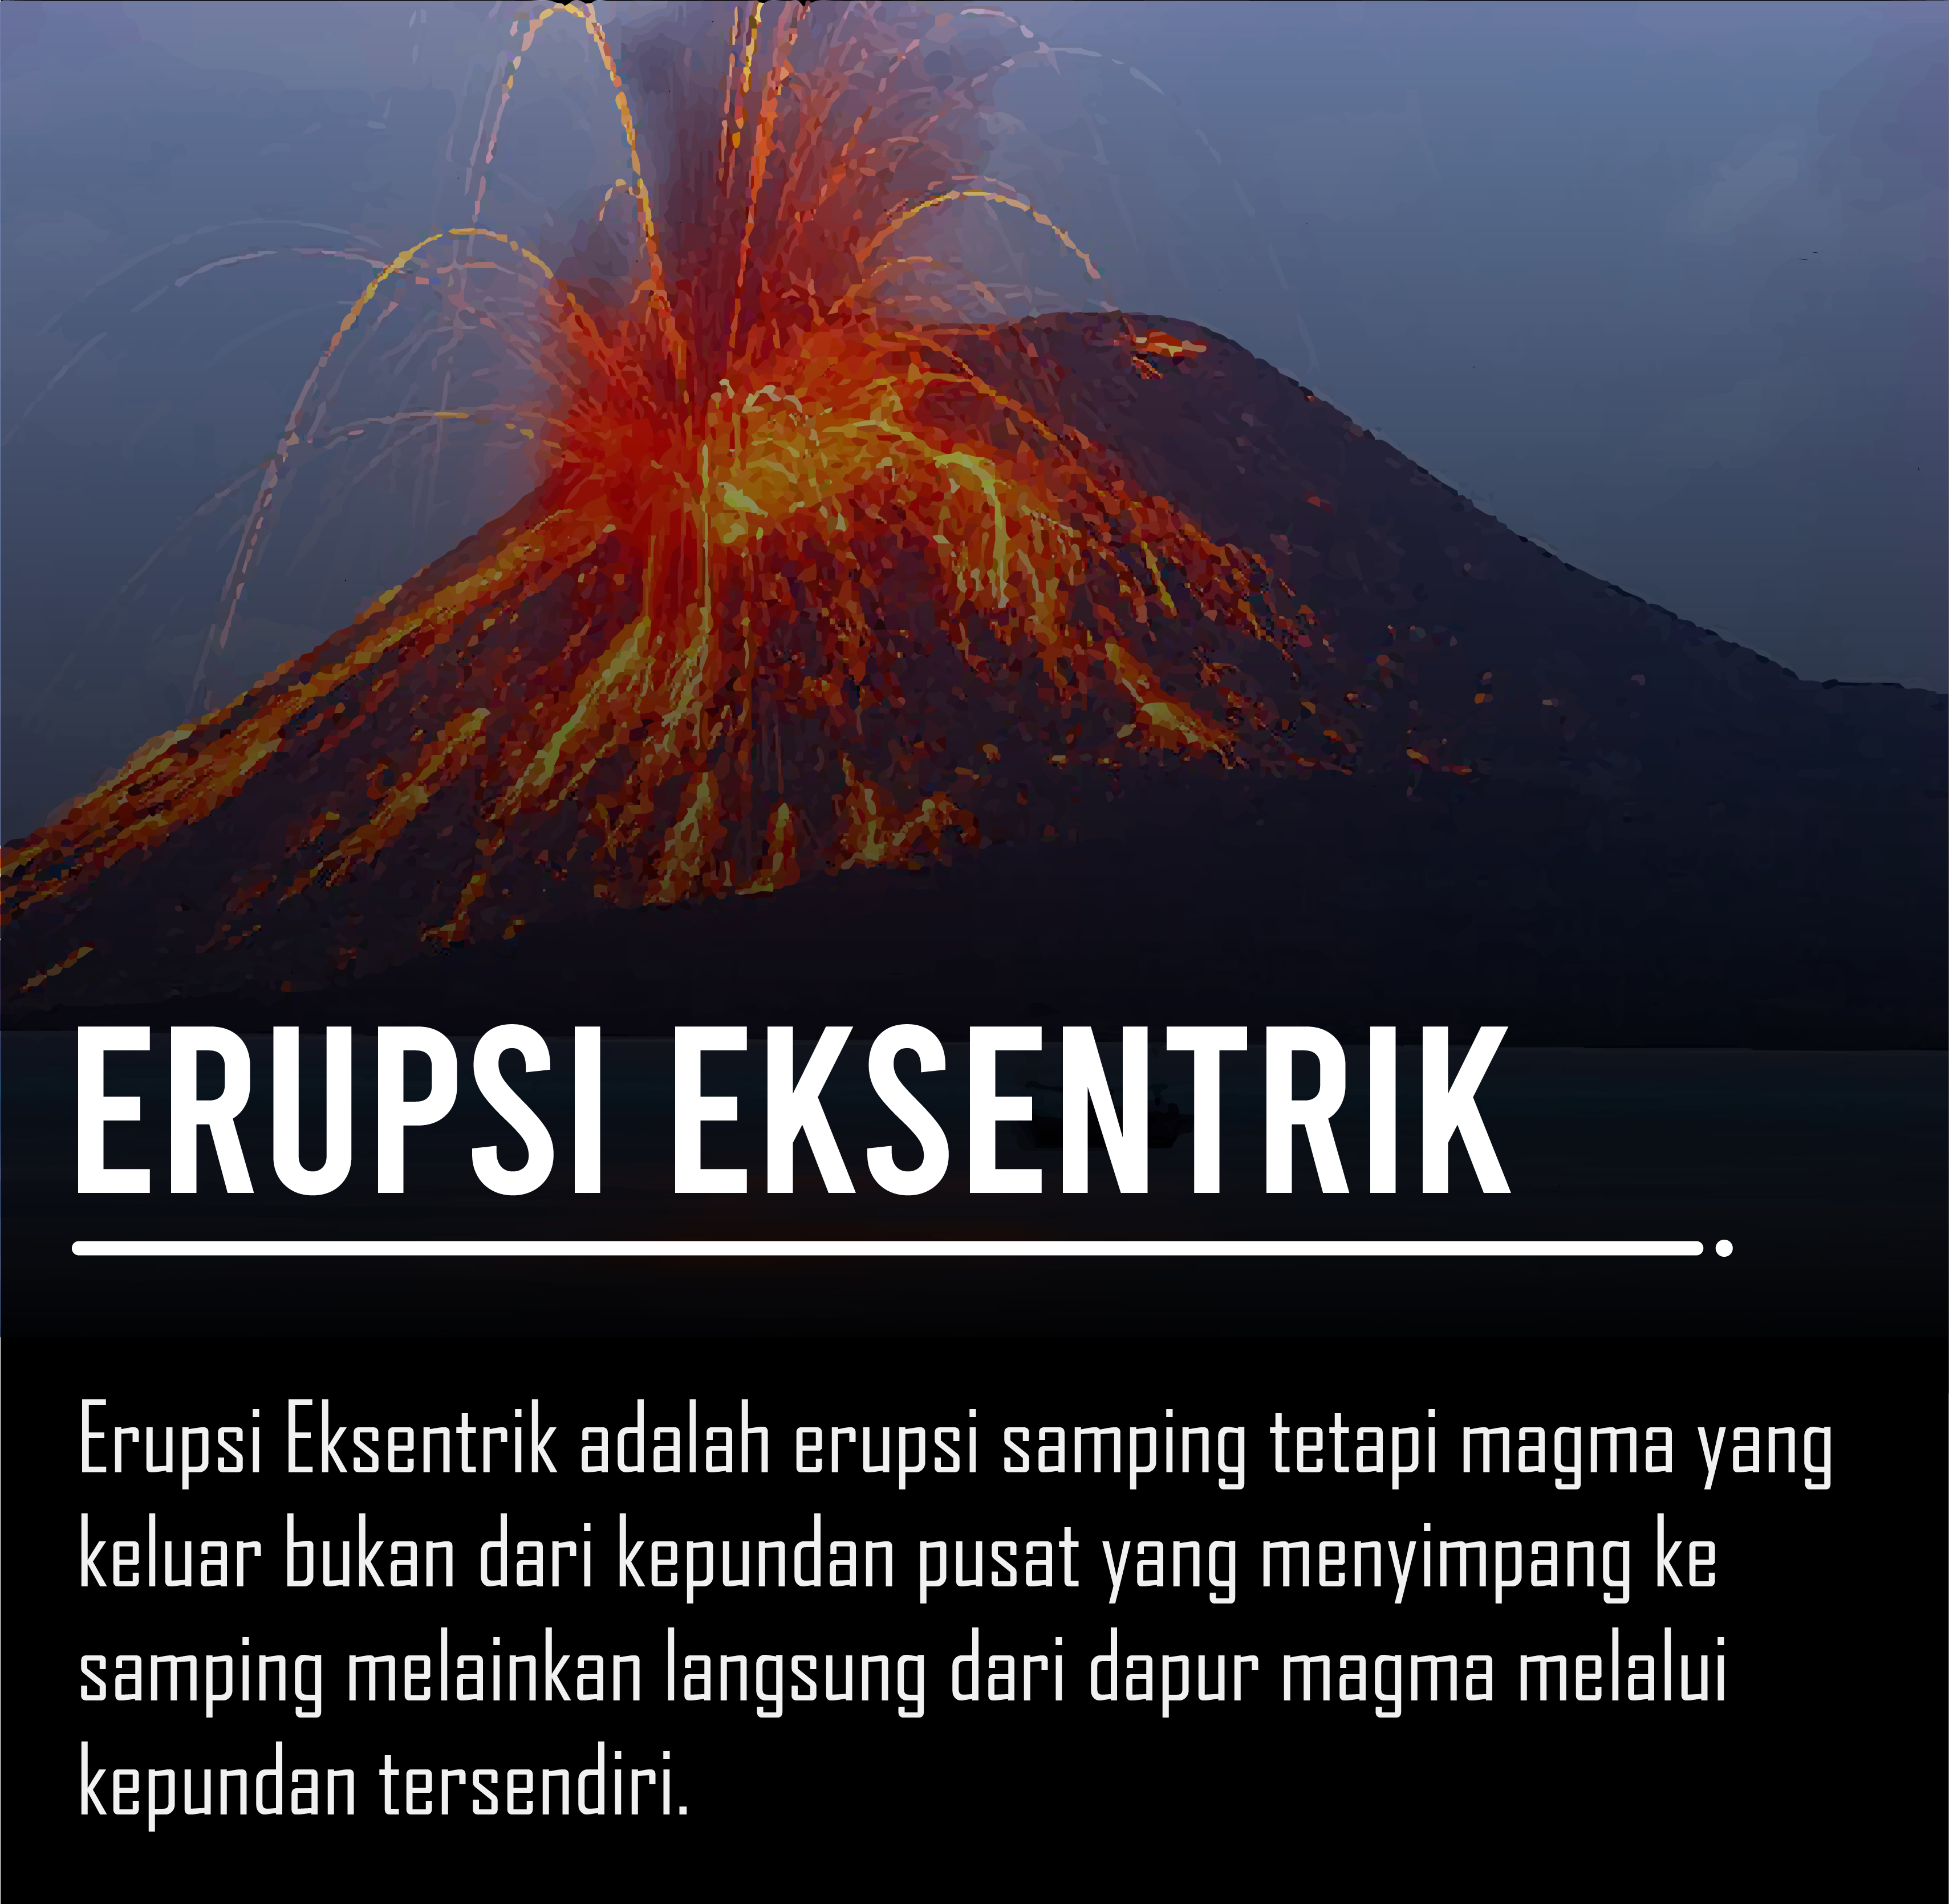 ERUPSI EKSENTRIK
Erupsi Eksentrik adalah erupsi samping tetapi magma yang
keluar bukan dari kepundan pusat yang menyimpang ke
samping melainkan langsung dari dapur magma melalui
kepundan tersendiri.